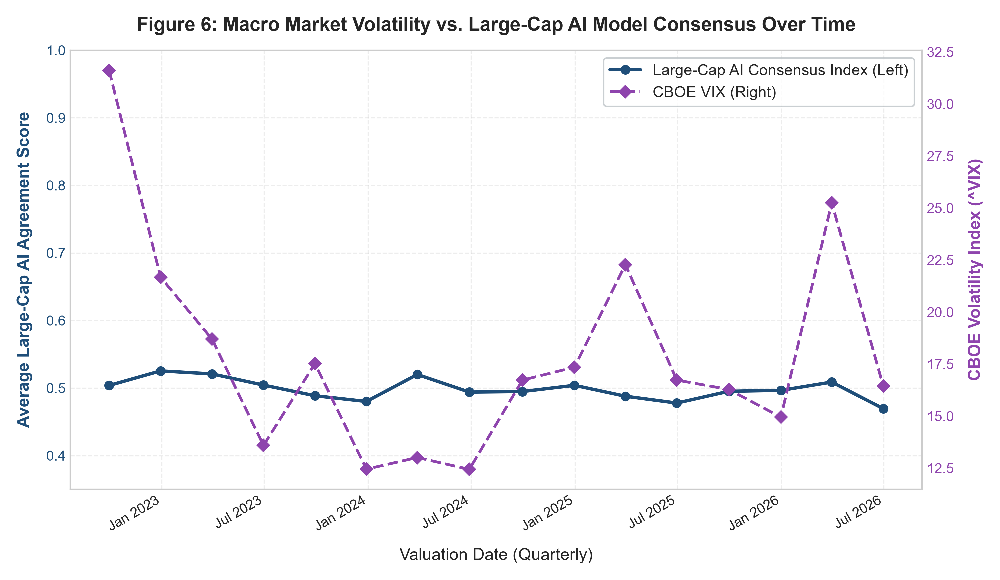 Figure 6: Macro Market Volatility vs. Large-Cap AI Model Consensus Over Time
Large-Cap AI Consensus Index (Left)
CBOE VIX (Right)
Average Large-Cap AI Agreement Score
1.0
0.9
0.8
0.7
0.6
0.5
0.4
32.5
30.0
27.5
25.0
22.5
20.0
17.5
15.0
12.5
CBOE Volatility Index (^VIX)
Jan 2023
Jul 2023
Jan 2024
Jul 2024
Jan 2025
Jul 2025
Jan 2026
Jul 2026
Valuation Date (Quarterly)